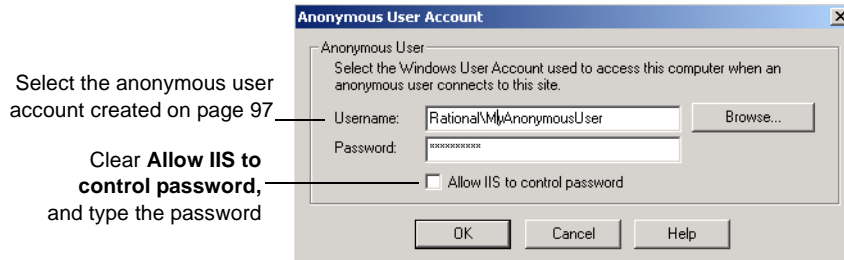 Anonymous User Account
Anonymous User
Select the Windows User Account used to access this computer when an
anonymous user connects to this site.
Select the anonymous user
account created on page 97
Username: Rational\MyAnonymousUser Browse...
Password: **********
Clear Allow IIS to
control password,
and type the password
Allow IIS to control password
OK Cancel Help